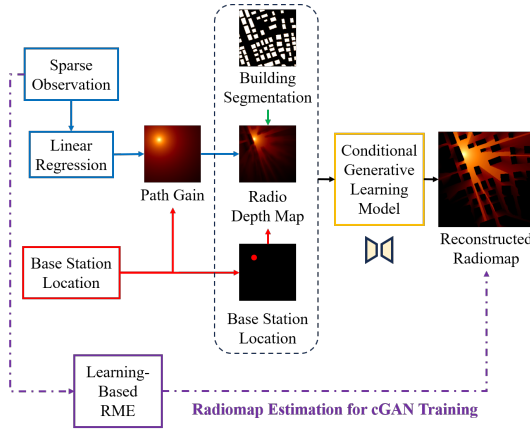 Sparse
Observation
Building
Segmentation
Linear
Regression
Path Gain
Radio
Depth Map
Conditional
Generative
Learning
Model
Reconstructed
Radiomap
Base Station
Location
Base Station
Location
Learning-
Based
RME
Radiomap Estimation for cGAN Training